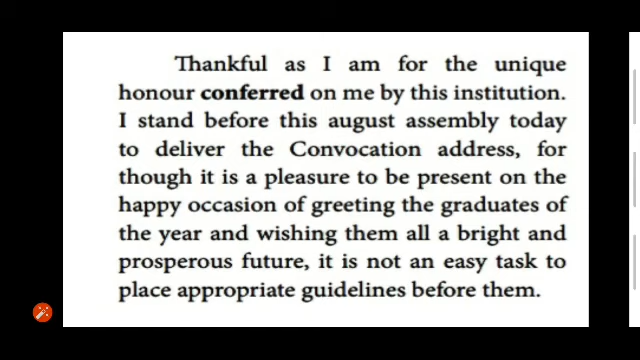 Thankful as I am for the unique
honour conferred on me by this institution.
I stand before this august assembly today
to deliver the Convocation address, for
though it is a pleasure to be present on the
happy occasion of greeting the graduates of
the year and wishing them all a bright and
prosperous future, it is not an easy task to
place appropriate guidelines before them.